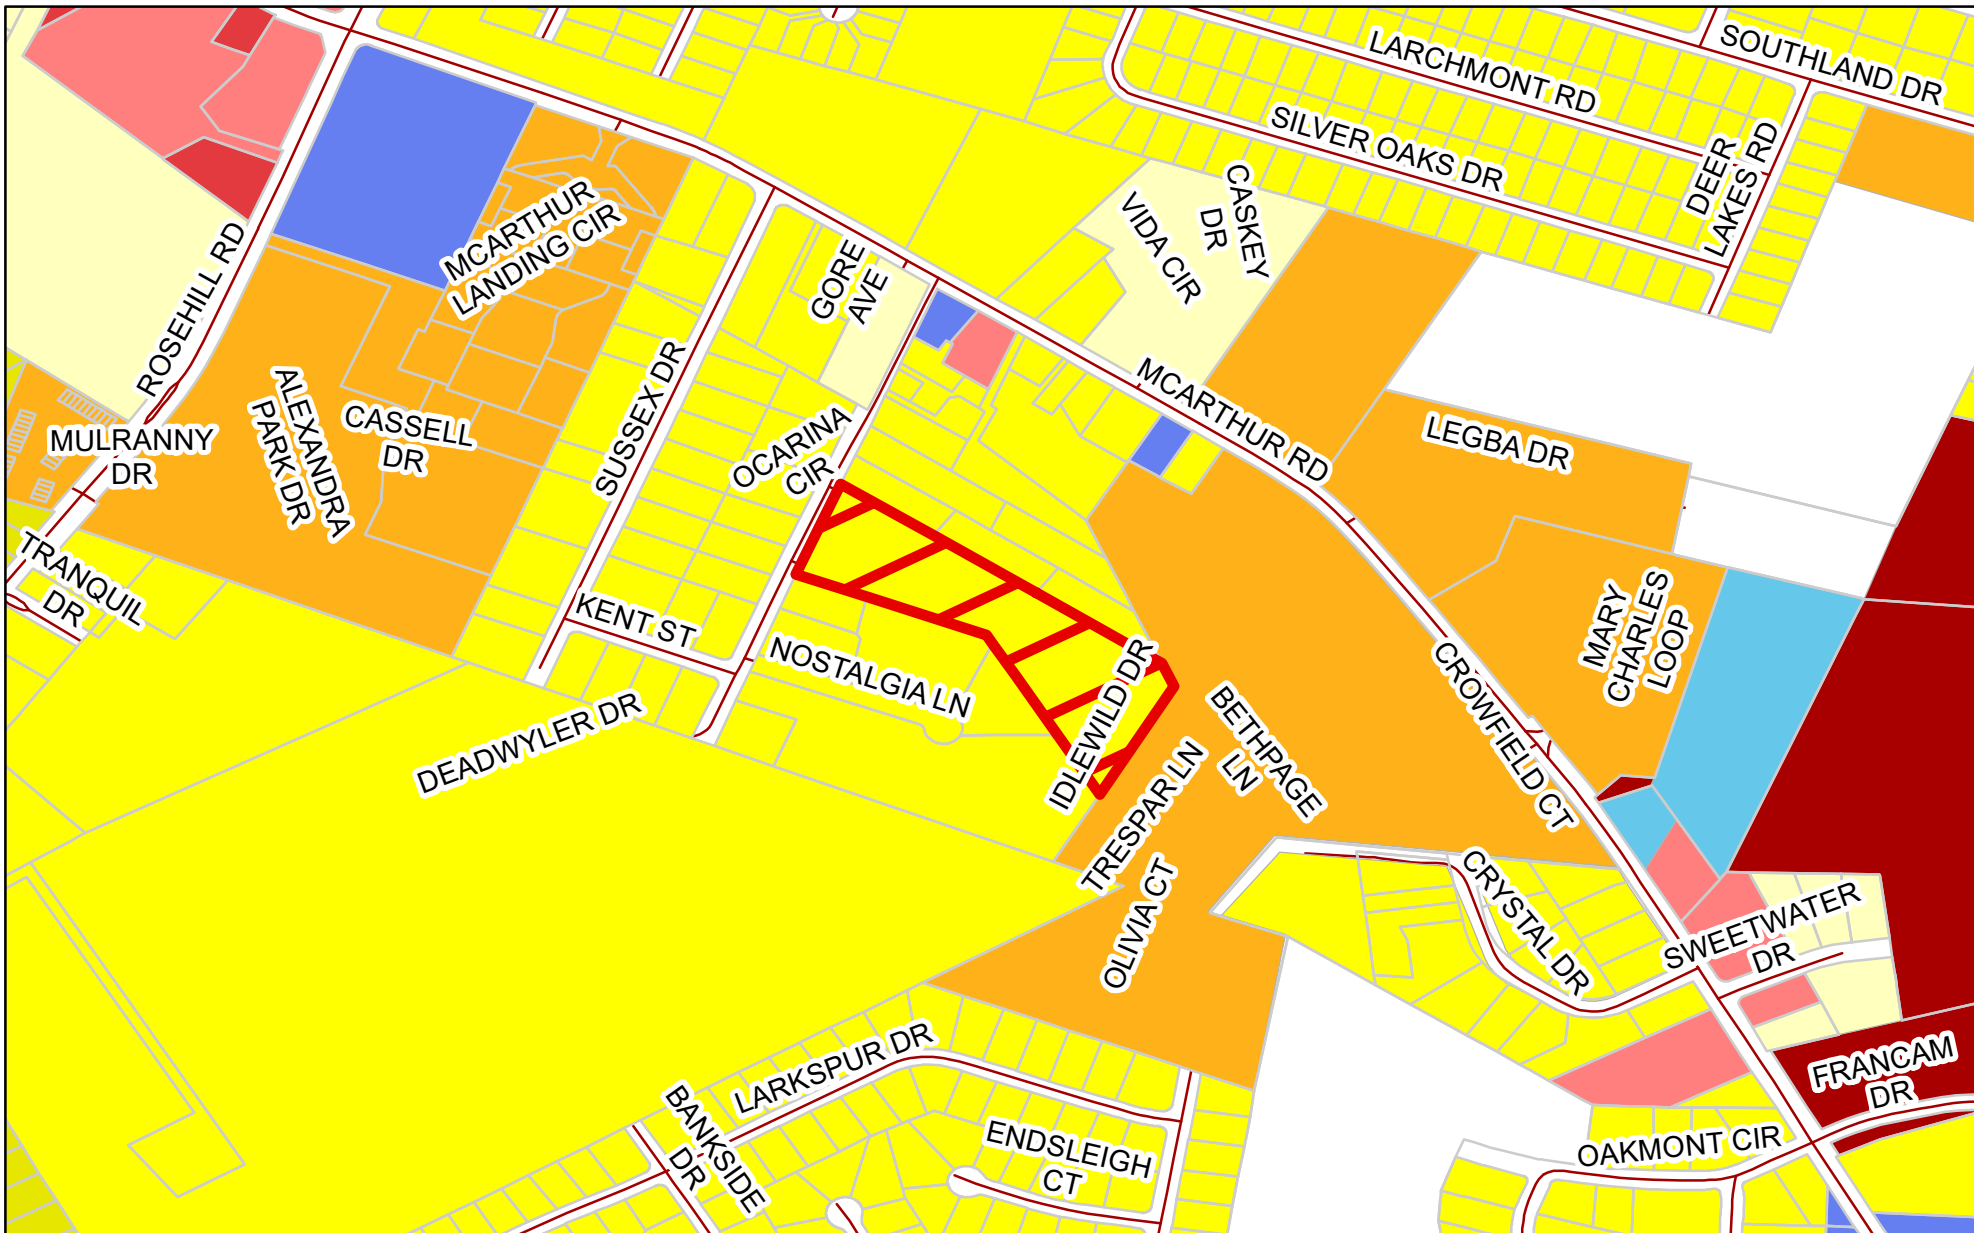 SOUTHLAND DR
LARCHMONT RD
SILVER OAKS DR
DEER
LAKES RD
CASKEY
DR
VIDA CIR
MCARTHUR
LANDING CIR
ROSEHILL RD
GORE
AVE
MCARTHUR RD
LEGBA DR
SUSSEX DR
ALEXANDRA
PARK DR
CASSELL
DR
MULRANNY
DR
OCARINA
CIR
TRANQUIL
DR
KENT ST
NOSTALGIA LN
DEADWYLER DR
IDLEWILD DR
BETHPAGE
LN
TRESPAR LN
OLIVIA CT
CROWFIELD CT
MARY
CHARLES
LOOP
CRYSTAL DR
SWEETWATER
DR
FRANCAM
DR
OAKMONT CIR
LARKSPUR DR
BANKSIDE
DR
ENDSLEIGH
CT